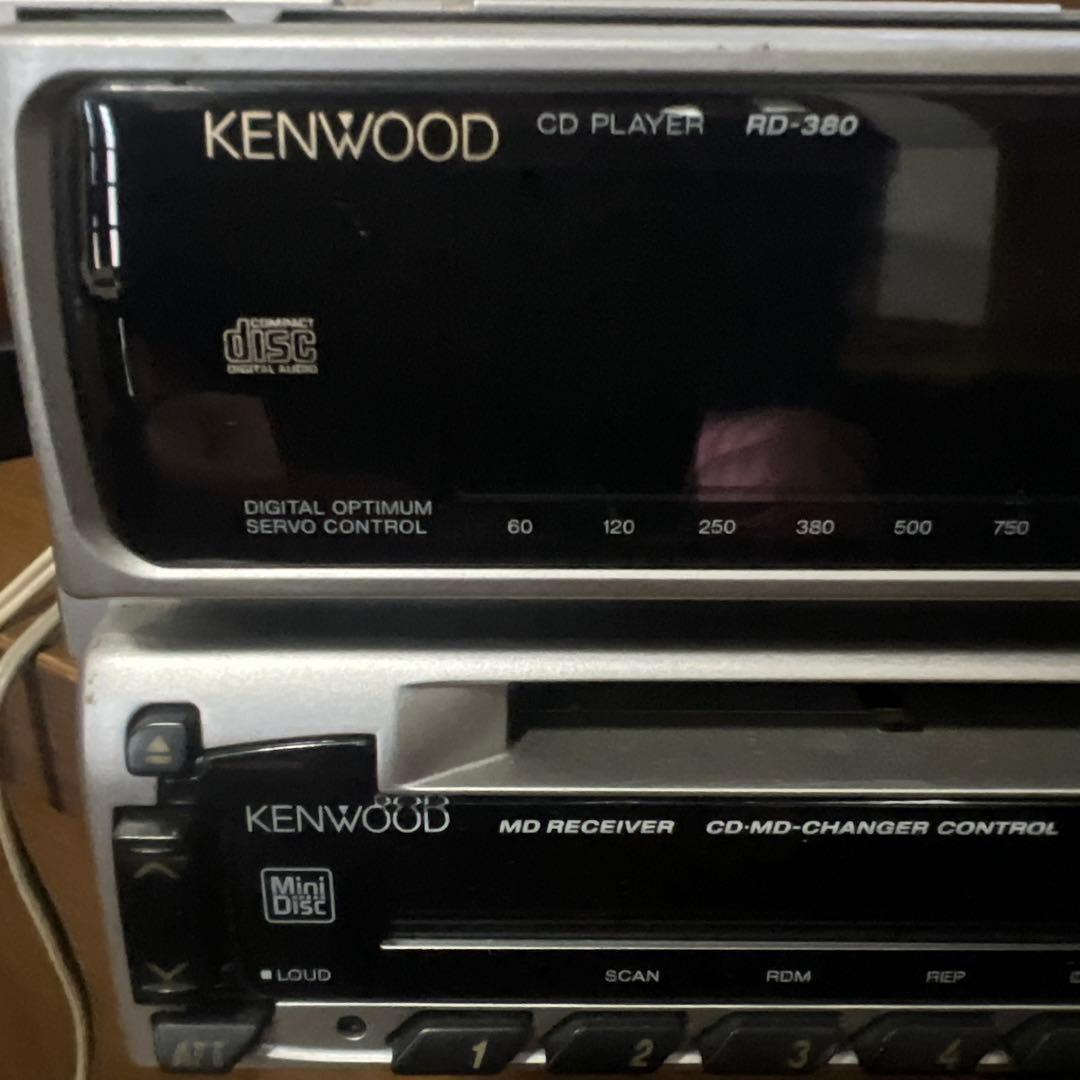 KENWOOD CD PLAYER RD-380
COMPACT
disc
DIGITAL AUDIO
DIGITAL OPTIMUM
SERVO CONTROL 60 120 250 380 500 750
KENWOOD MD RECEIVER CD·MD-CHANGER CONTROL
Mini
Disc
LOUD SCAN RDM REP
ATT 1 2 3 4